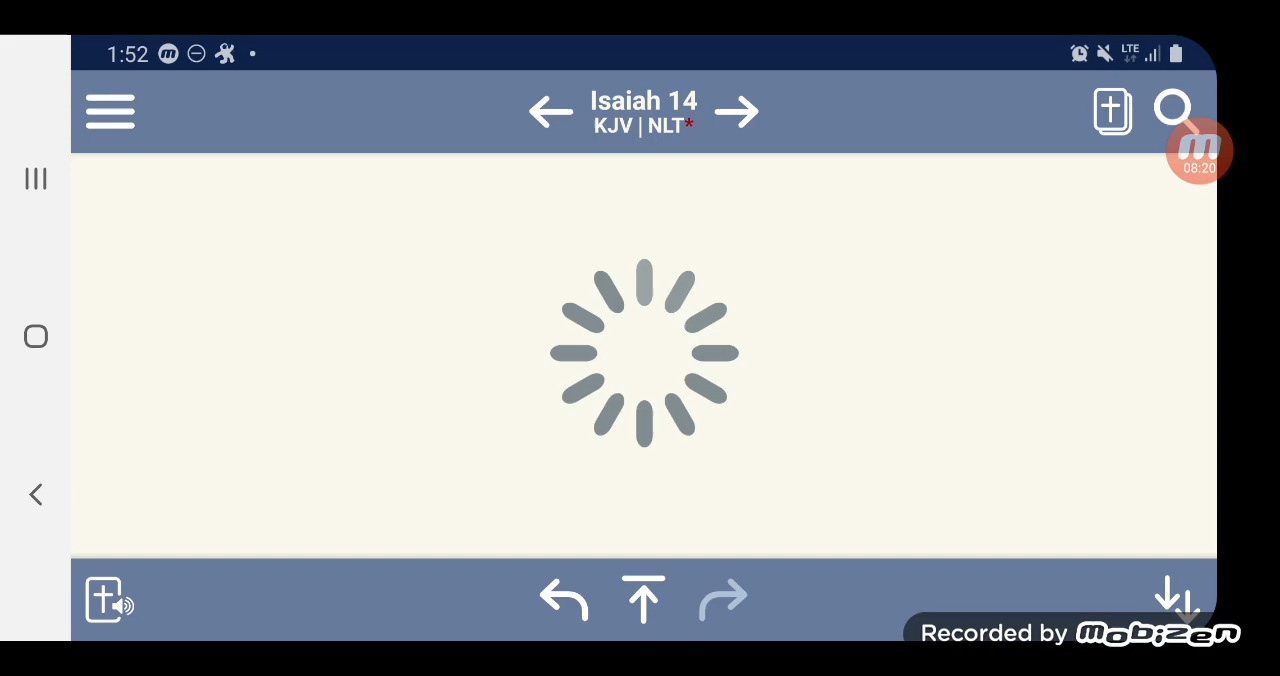 1:52
LTE
Isaiah 14
KJV | NLT*
m
08:20
Recorded by mobizen